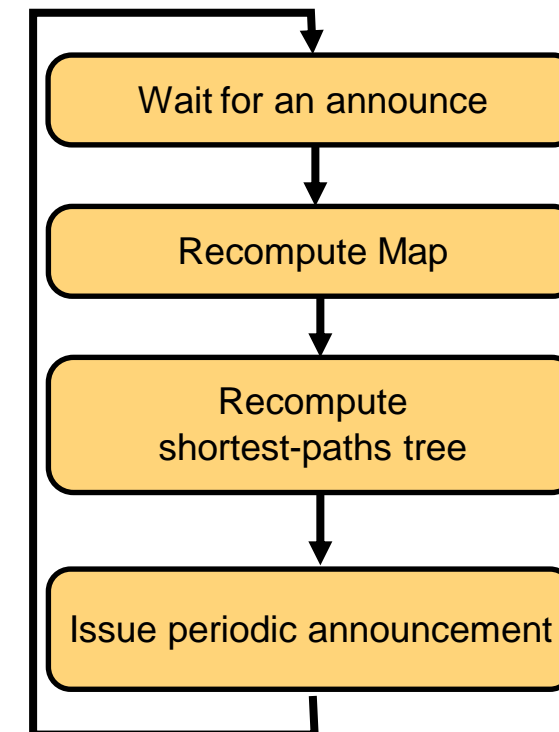 Wait for an announce
Recompute Map
Recompute
shortest-paths tree
Issue periodic announcement